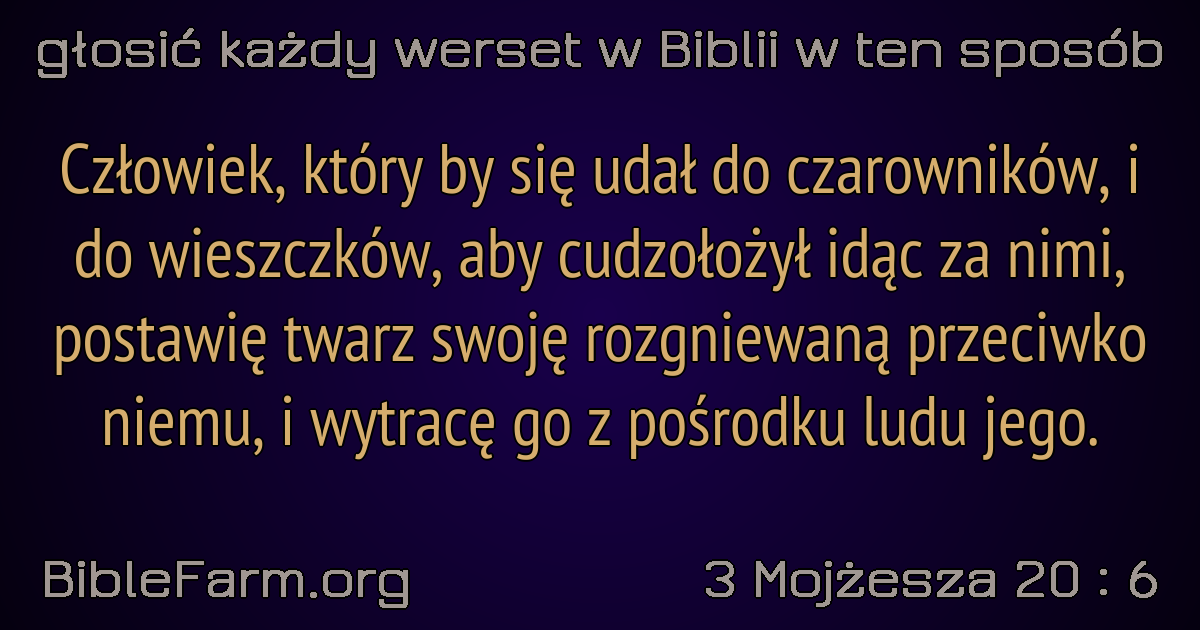 głosić każdy werset w Biblii w ten sposób
Człowiek, który by się udał do czarowników, i
do wieszczków, aby cudzołożył idąc za nimi,
postawię twarz swoję rozgniewaną przeciwko
niemu, i wytracę go z pośrodku ludu jego.
BibleFarm.org
3 Mojżesza 20 : 6